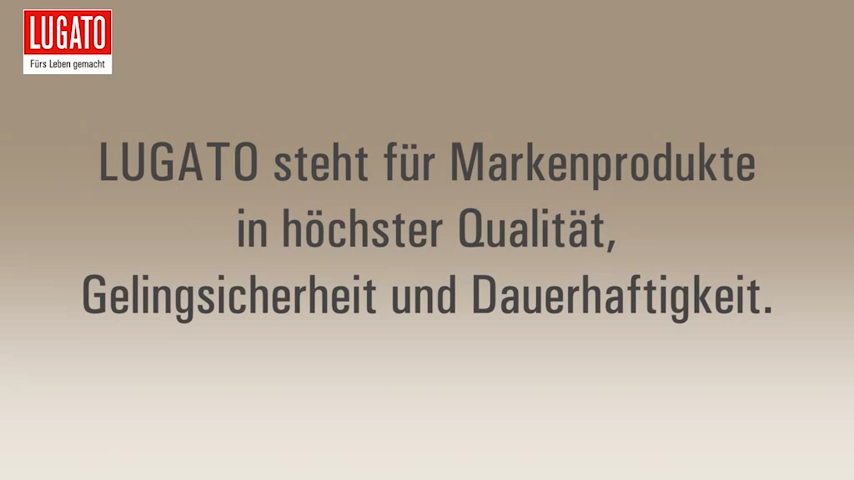 LUGATO
Fürs Leben gemacht
LUGATO steht für Markenprodukte
in höchster Qualität,
Gelingsicherheit und Dauerhaftigkeit.